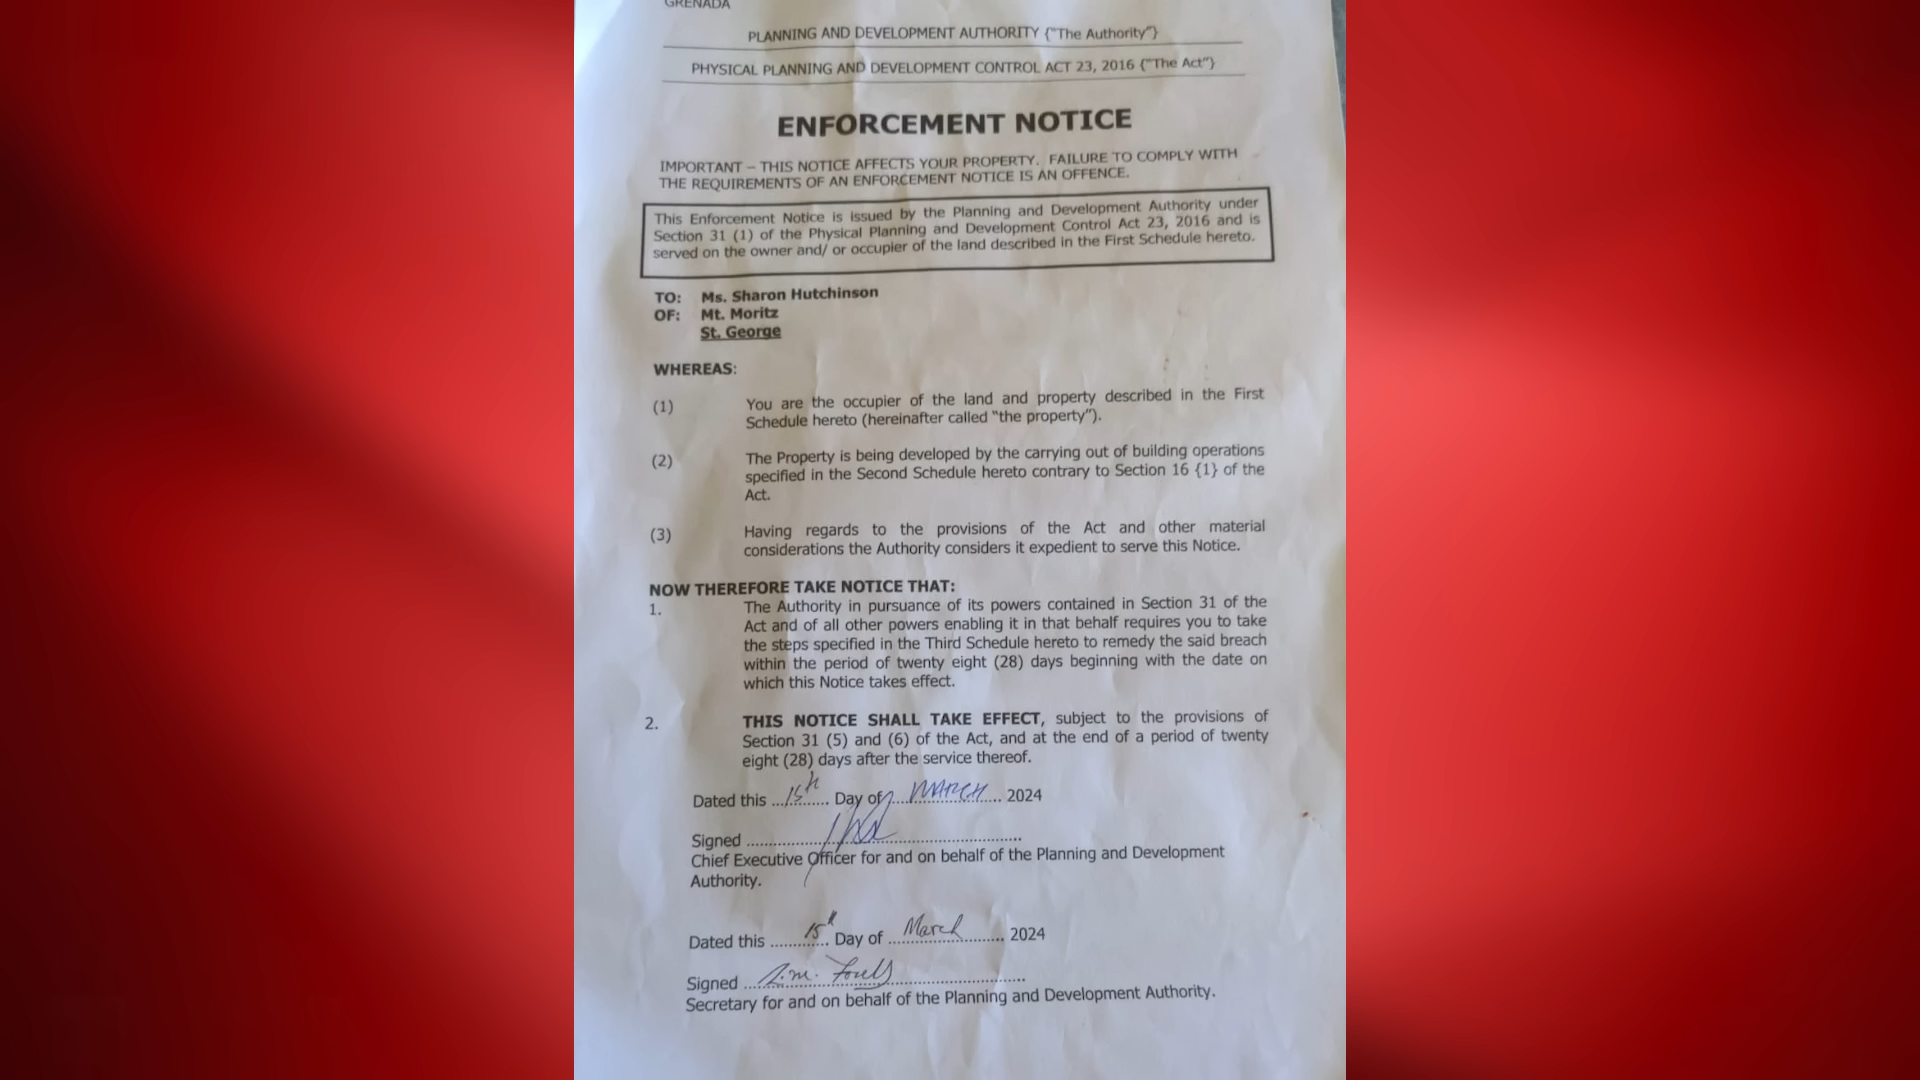 GRENADA
PLANNING AND DEVELOPMENT AUTHORITY {"The Authority"}
PHYSICAL PLANNING AND DEVELOPMENT CONTROL ACT 23, 2016 {"The Act"}
ENFORCEMENT NOTICE
IMPORTANT – THIS NOTICE AFFECTS YOUR PROPERTY. FAILURE TO COMPLY WITH
THE REQUIREMENTS OF AN ENFORCEMENT NOTICE IS AN OFFENCE.
This Enforcement Notice is issued by the Planning and Development Authority under
Section 31 (1) of the Physical Planning and Development Control Act 23, 2016 and is
served on the owner and/ or occupier of the land described in the First Schedule hereto.
TO: Ms. Sharon Hutchinson
OF: Mt. Moritz
St. George
WHEREAS:
(1) You are the occupier of the land and property described in the First
Schedule hereto (hereinafter called "the property").
(2) The Property is being developed by the carrying out of building operations
specified in the Second Schedule hereto contrary to Section 16 {1} of the
Act.
(3) Having regards to the provisions of the Act and other material
considerations the Authority considers it expedient to serve this Notice.
NOW THEREFORE TAKE NOTICE THAT:
1. The Authority in pursuance of its powers contained in Section 31 of the
Act and of all other powers enabling it in that behalf requires you to take
the steps specified in the Third Schedule hereto to remedy the said breach
within the period of twenty eight (28) days beginning with the date on
which this Notice takes effect.
2. THIS NOTICE SHALL TAKE EFFECT, subject to the provisions of
Section 31 (5) and (6) of the Act, and at the end of a period of twenty
eight (28) days after the service thereof.
Dated this 15th Day of MARCH 2024
Signed
Chief Executive Officer for and on behalf of the Planning and Development
Authority.
Dated this 15th Day of March 2024
Signed
Secretary for and on behalf of the Planning and Development Authority.